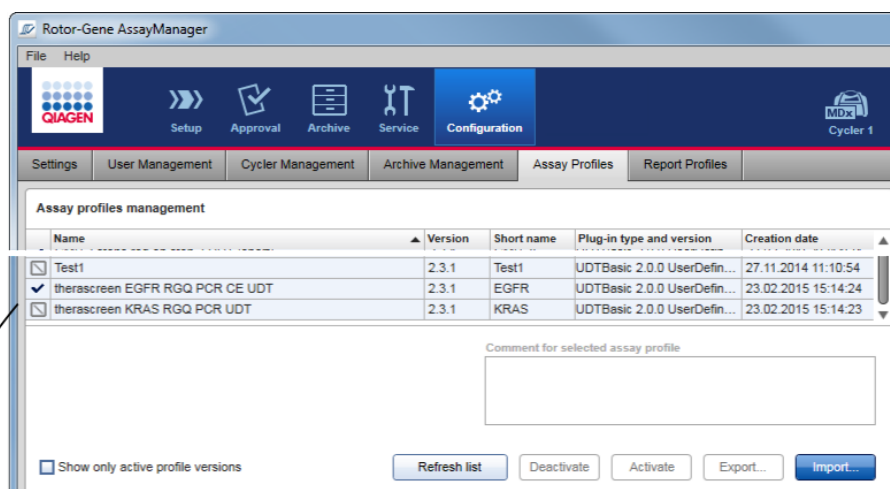 Rotor-Gene AssayManager
File Help
QIAGEN
Setup Approval Archive Service Configuration
MDx
Cycler 1
Settings User Management Cycler Management Archive Management Assay Profiles Report Profiles
Assay profiles management
Name Version Short name Plug-in type and version Creation date
Test1 2.3.1 Test1 UDTBasic 2.0.0 UserDefin... 27.11.2014 11:10:54
therascreen EGFR RGQ PCR CE UDT 2.3.1 EGFR UDTBasic 2.0.0 UserDefin... 23.02.2015 15:14:24
therascreen KRAS RGQ PCR UDT 2.3.1 KRAS UDTBasic 2.0.0 UserDefin... 23.02.2015 15:14:23
Comment for selected assay profile
Show only active profile versions Refresh list Deactivate Activate Export... Import...